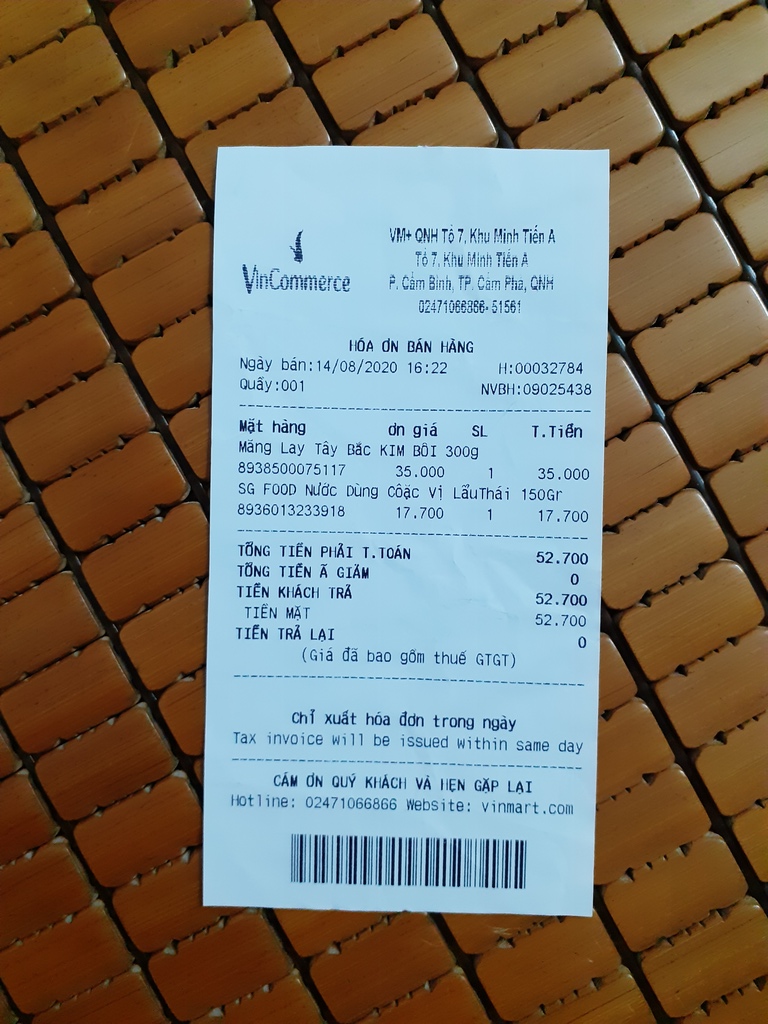 VinCommerce
VM+ QNH Tổ 7, Khu Minh Tiến A
Tổ 7, Khu Minh Tiến A
P. Cẩm Bình, TP. Cẩm Phả, QNH
02471066866-51561
HÓA ƠN BÁN HÀNG
Ngày bán:14/08/2020 16:22 H:00032784
Quầy:001 NVBH:09025438
Mặt hàng ơn giá SL T.Tiền
Măng Lay Tây Bắc KIM BÔI 300g
8938500075117 35.000 1 35.000
SG FOOD Nước Dùng Côặc Vị LẩuThái 150Gr
8936013233918 17.700 1 17.700
TỔNG TIỀN PHẢI T.TOÁN 52.700
TỔNG TIỀN Ã GIẢM 0
TIỀN KHÁCH TRẢ 52.700
TIỀN MẶT 52.700
TIỀN TRẢ LẠI 0
(Giá đã bao gồm thuế GTGT)
Chỉ xuất hóa đơn trong ngày
Tax invoice will be issued within same day
CẢM ƠN QUÝ KHÁCH VÀ HẸN GẶP LẠI
Hotline: 02471066866 Website: vinmart.com